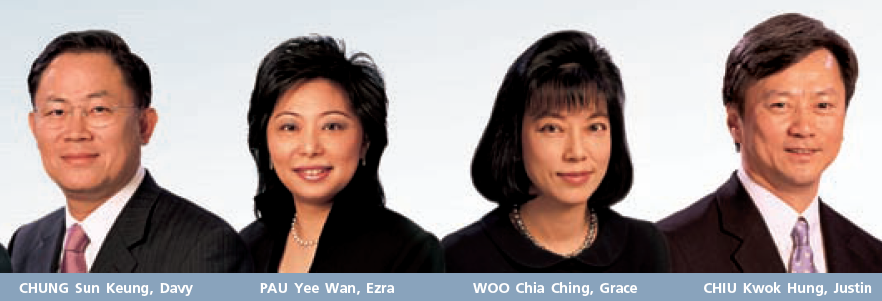 CHUNG Sun Keung, Davy PAU Yee Wan, Ezra WOO Chia Ching, Grace CHIU Kwok Hung, Justin